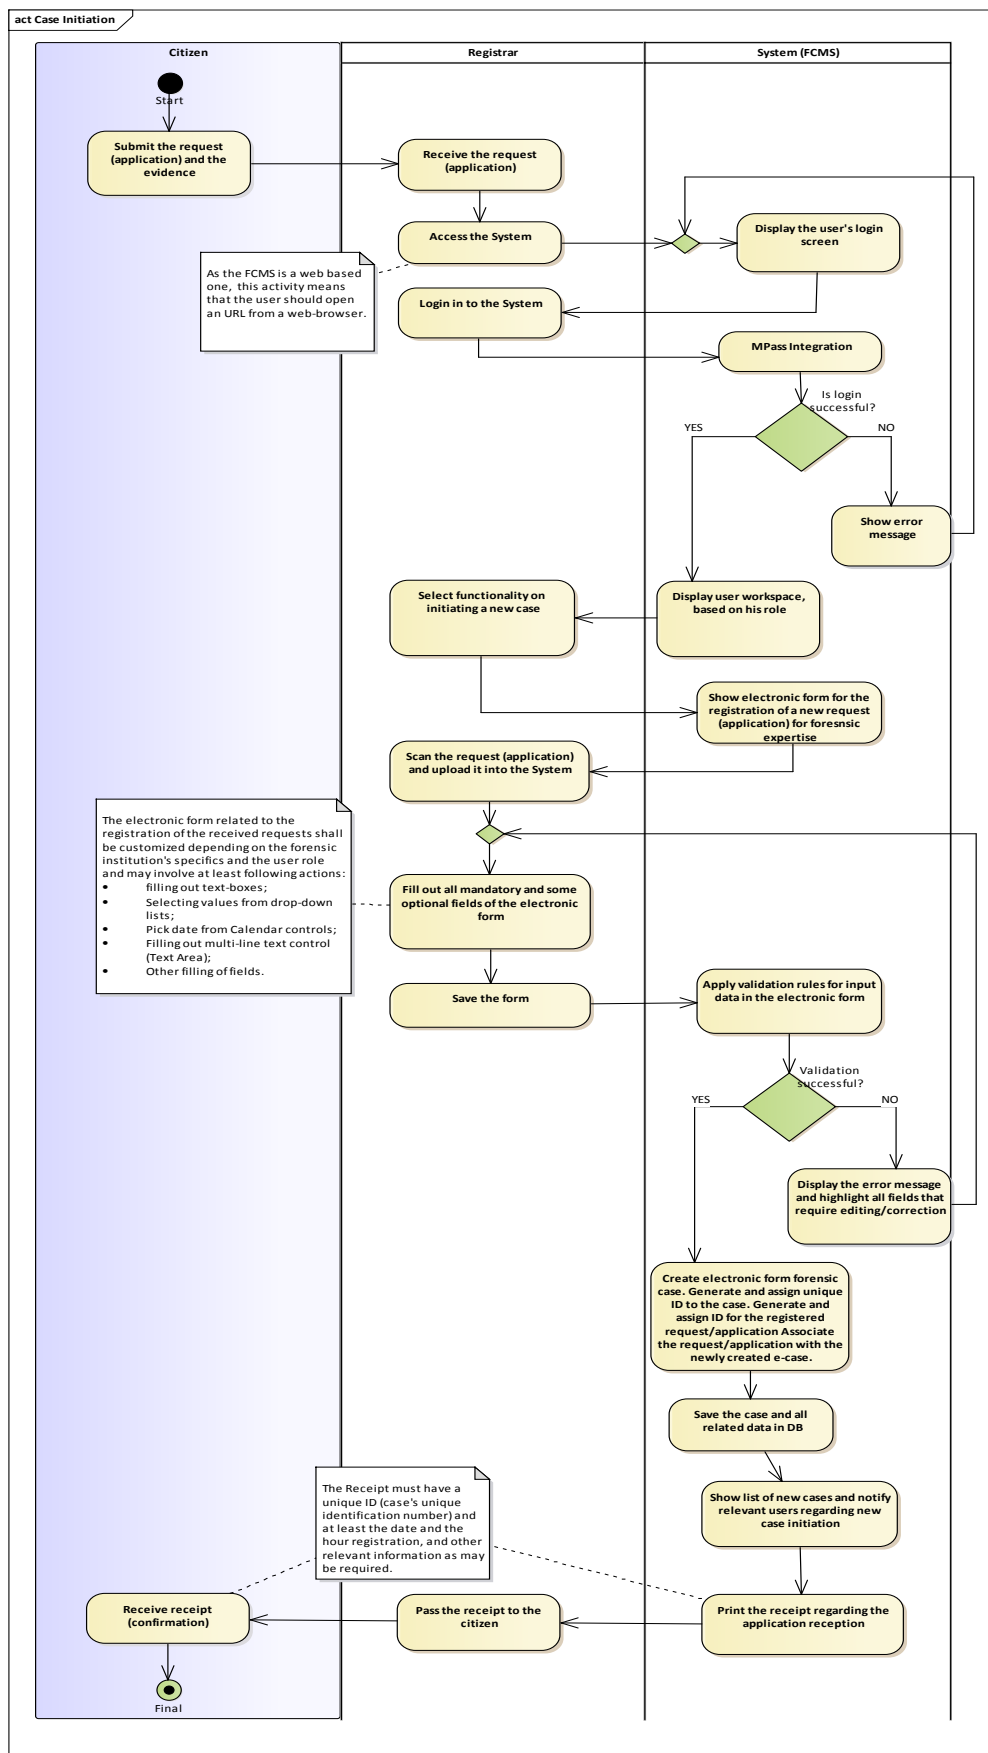 act Case Initiation
Citizen
Registrar
System (FCMS)
Start
Submit the request
(application) and the
evidence
Receive the request
(application)
Access the System
Display the user's login
screen
As the FCMS is a web based
one, this activity means
that the user should open
an URL from a web-browser.
Login in to the System
MPass Integration
Is login
successful?
YES
NO
Show error
message
Select functionality on
initiating a new case
Display user workspace,
based on his role
Show electronic form for the
registration of a new request
(application) for foresnsic
expertise
Scan the request (application)
and upload it into the System
The electronic form related to the
registration of the received requests shall
be customized depending on the forensic
institution's specifics and the user role
and may involve at least following actions:
• filling out text-boxes;
• Selecting values from drop-down
lists;
• Pick date from Calendar controls;
• Filling out multi-line text control
(Text Area);
• Other filling of fields.
Fill out all mandatory and some
optional fields of the electronic
form
Save the form
Apply validation rules for input
data in the electronic form
Validation
successful?
YES
NO
Display the error message
and highlight all fields that
require editing/correction
Create electronic form forensic
case. Generate and assign unique
ID to the case. Generate and
assign ID for the registered
request/application Associate
the request/application with the
newly created e-case.
Save the case and all
related data in DB
The Receipt must have a
unique ID (case's unique
identification number) and
at least the date and the
hour registration, and other
relevant information as may
be required.
Show list of new cases and notify
relevant users regarding new
case initiation
Receive receipt
(confirmation)
Pass the receipt to the
citizen
Print the receipt regarding the
application reception
Final